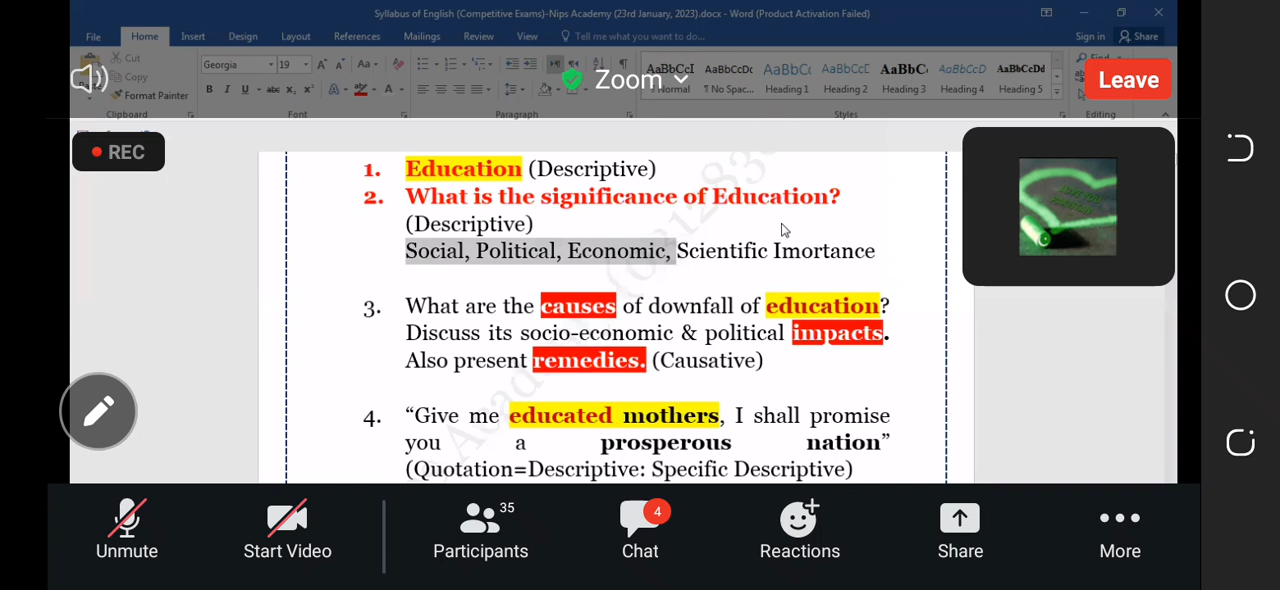 Syllabus of English (Competitive Exams)-Nips Academy (23rd January, 2023).docx - Word (Product Activation Failed)
File Home Insert Design Layout References Mailings Review View Tell me what you want to do... Sign in Share
Cut
Copy
Format Painter
Georgia 19
B I U abc
AaBbCcI AaBbCcDc AaBbC AaBbCcE AaBbC AaBbCcD AaBbCcDd
Normal ¶ No Spac... Heading 1 Heading 2 Heading 3 Heading 4 Heading 5
Find
Clipboard Font Paragraph Styles Editing
Zoom
Leave
REC
1. Education (Descriptive)
2. What is the significance of Education?
(Descriptive)
Social, Political, Economic, Scientific Imortance
3. What are the causes of downfall of education?
Discuss its socio-economic & political impacts.
Also present remedies. (Causative)
4. “Give me educated mothers, I shall promise
you a prosperous nation”
(Quotation=Descriptive: Specific Descriptive)
35
4
Unmute Start Video Participants Chat Reactions Share More